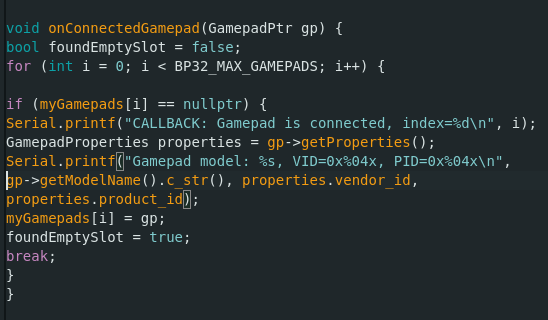 void onConnectedGamepad(GamepadPtr gp) {
bool foundEmptySlot = false;
for (int i = 0; i < BP32_MAX_GAMEPADS; i++) {
if (myGamepads[i] == nullptr) {
Serial.printf("CALLBACK: Gamepad is connected, index=%d\n", i);
GamepadProperties properties = gp->getProperties();
Serial.printf("Gamepad model: %s, VID=0x%04x, PID=0x%04x\n",
gp->getModelName().c_str(), properties.vendor_id,
properties.product_id);
myGamepads[i] = gp;
foundEmptySlot = true;
break;
}
}